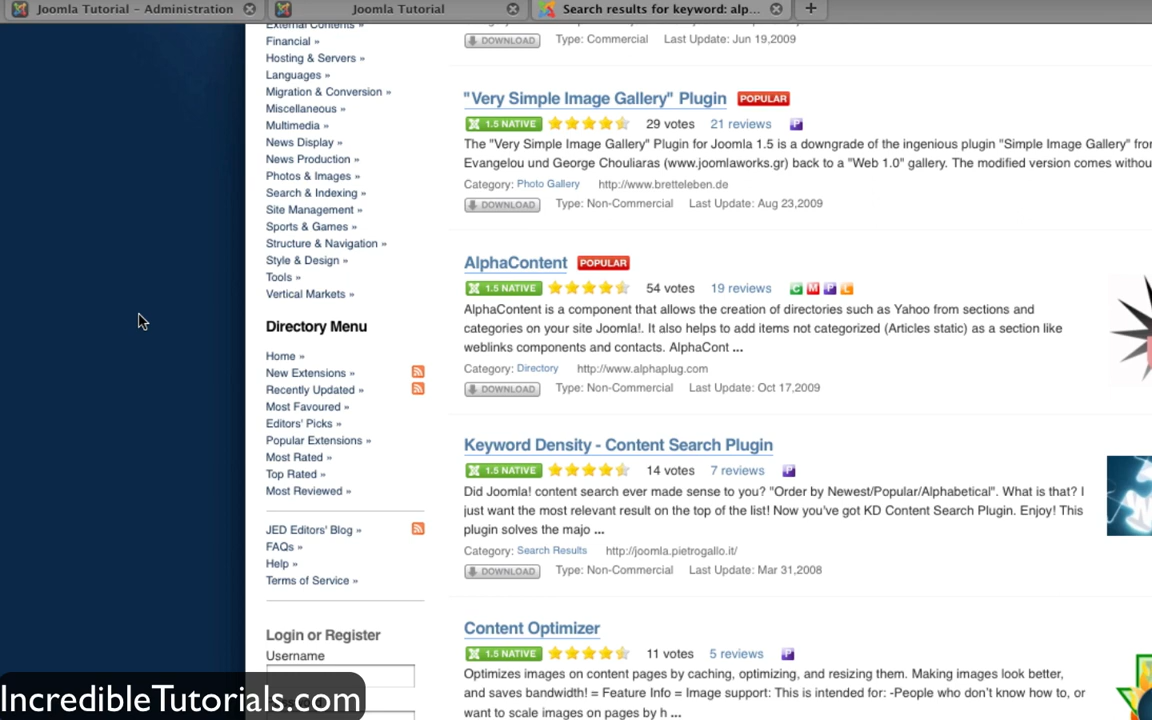 Joomla Tutorial – Administration
Joomla Tutorial
Search results for keyword: alp...
External Contents »
Financial »
Hosting & Servers »
Languages »
Migration & Conversion »
Miscellaneous »
Multimedia »
News Display »
News Production »
Photos & Images »
Search & Indexing »
Site Management »
Sports & Games »
Structure & Navigation »
Style & Design »
Tools »
Vertical Markets »
Directory Menu
Home »
New Extensions »
Recently Updated »
Most Favoured »
Editors' Picks »
Popular Extensions »
Most Rated »
Top Rated »
Most Reviewed »
JED Editors' Blog »
FAQs »
Help »
Terms of Service »
Login or Register
Username
DOWNLOAD Type: Commercial Last Update: Jun 19,2009
"Very Simple Image Gallery" Plugin POPULAR
1.5 NATIVE 29 votes 21 reviews P
The "Very Simple Image Gallery" Plugin for Joomla 1.5 is a downgrade of the ingenious plugin "Simple Image Gallery" from
Evangelou und George Chouliaras (www.joomlaworks.gr) back to a "Web 1.0" gallery. The modified version comes
Category: Photo Gallery http://www.bretteleben.de
DOWNLOAD Type: Non-Commercial Last Update: Aug 23,2009
AlphaContent POPULAR
1.5 NATIVE 54 votes 19 reviews C M P L
AlphaContent is a component that allows the creation of directories such as Yahoo from sections and
categories on your site Joomla!. It also helps to add items not categorized (Articles static) as a section like
weblinks components and contacts. AlphaCont ...
Category: Directory http://www.alphaplug.com
DOWNLOAD Type: Non-Commercial Last Update: Oct 17,2009
Keyword Density - Content Search Plugin
1.5 NATIVE 14 votes 7 reviews P
Did Joomla! content search ever made sense to you? "Order by Newest/Popular/Alphabetical". What is that? I
just want the most relevant result on the top of the list! Now you've got KD Content Search Plugin. Enjoy! This
plugin solves the majo ...
Category: Search Results http://joomla.pietrogallo.it/
DOWNLOAD Type: Non-Commercial Last Update: Mar 31,2008
Content Optimizer
1.5 NATIVE 11 votes 5 reviews P
Optimizes images on content pages by caching, optimizing, and resizing them. Making images look better,
and saves bandwidth! = Feature Info = Image support: This is intended for: -People who don't know how to, or
want to scale images on pages by h ...
IncredibleTutorials.com